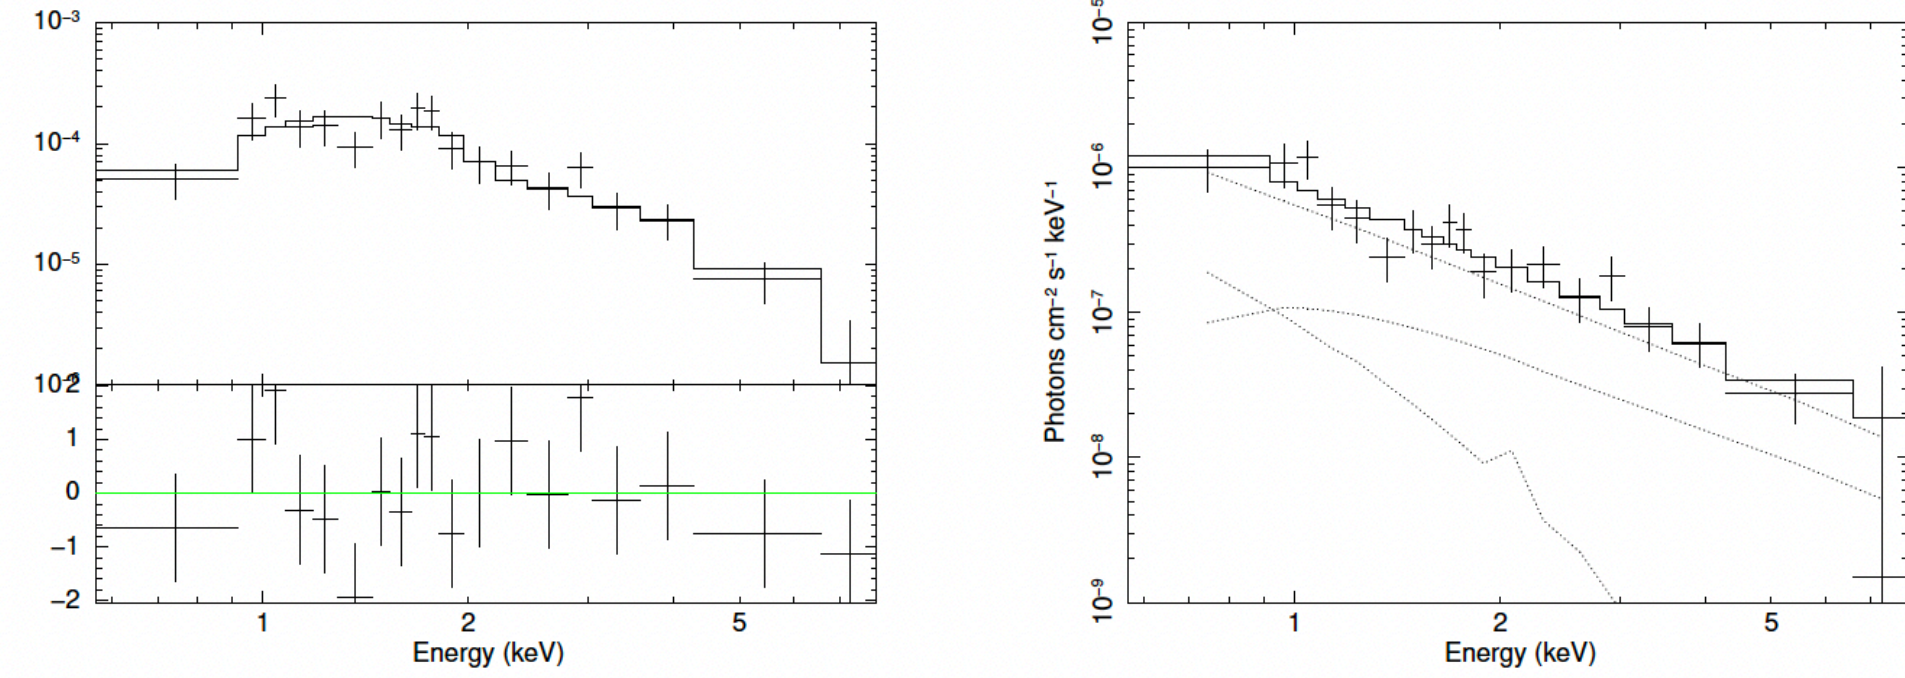 10⁻³
10⁻⁴
10⁻⁵
2
1
0
−1
−2
1 2 5
Energy (keV)
10⁻⁵
10⁻⁶
10⁻⁷
10⁻⁸
10⁻⁹
Photons cm⁻² s⁻¹ keV⁻¹
1 2 5
Energy (keV)